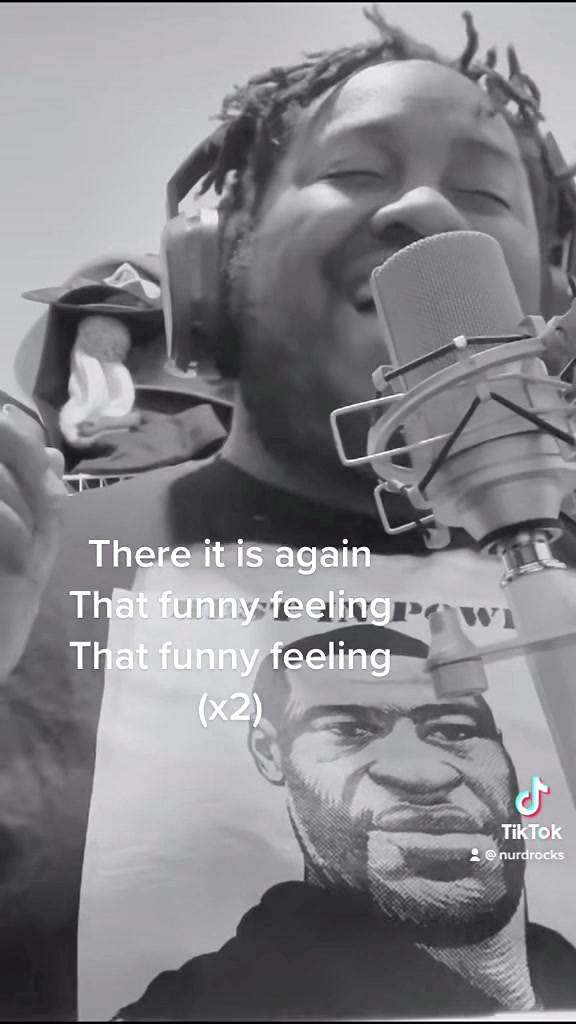 There it is again
That funny feeling
That funny feeling
(x2)
TikTok
@nurdrocks